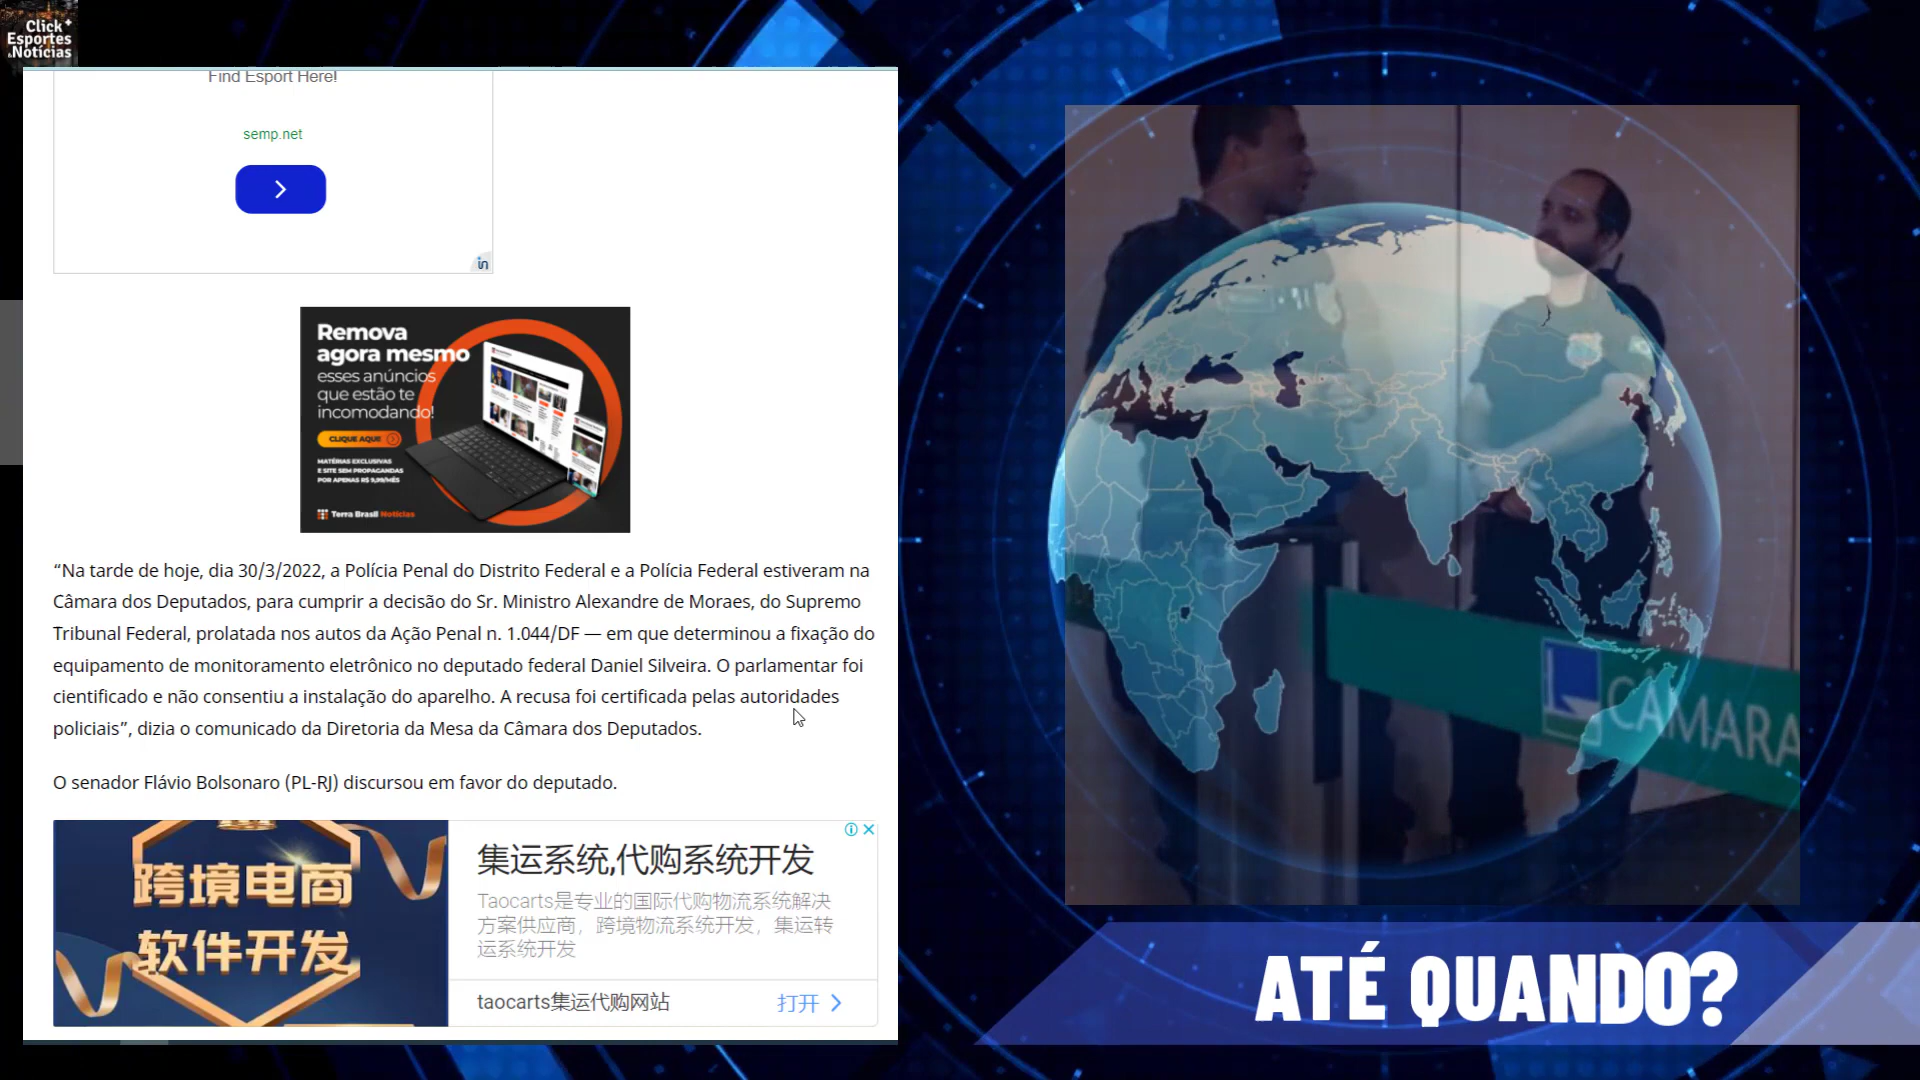 Click
Esportes
&Notícias
Find Esport Here!
semp.net
Remova
agora mesmo
esses anúncios
que estão te
incomodando!
CLIQUE AQUI
MATÉRIAS EXCLUSIVAS
E SITE SEM PROPAGANDAS
POR APENAS R$ 9,99/MÊS
Terra Brasil Notícias
“Na tarde de hoje, dia 30/3/2022, a Polícia Penal do Distrito Federal e a Polícia Federal estiveram na
Câmara dos Deputados, para cumprir a decisão do Sr. Ministro Alexandre de Moraes, do Supremo
Tribunal Federal, prolatada nos autos da Ação Penal n. 1.044/DF — em que determinou a fixação do
equipamento de monitoramento eletrônico no deputado federal Daniel Silveira. O parlamentar foi
cientificado e não consentiu a instalação do aparelho. A recusa foi certificada pelas autoridades
policiais”, dizia o comunicado da Diretoria da Mesa da Câmara dos Deputados.
O senador Flávio Bolsonaro (PL-RJ) discursou em favor do deputado.
跨境电商
软件开发
集运系统,代购系统开发
Taocarts是专业的国际代购物流系统解决
方案供应商，跨境物流系统开发，集运转
运系统开发
taocarts集运代购网站
打开
CÂMARA
ATÉ QUANDO?